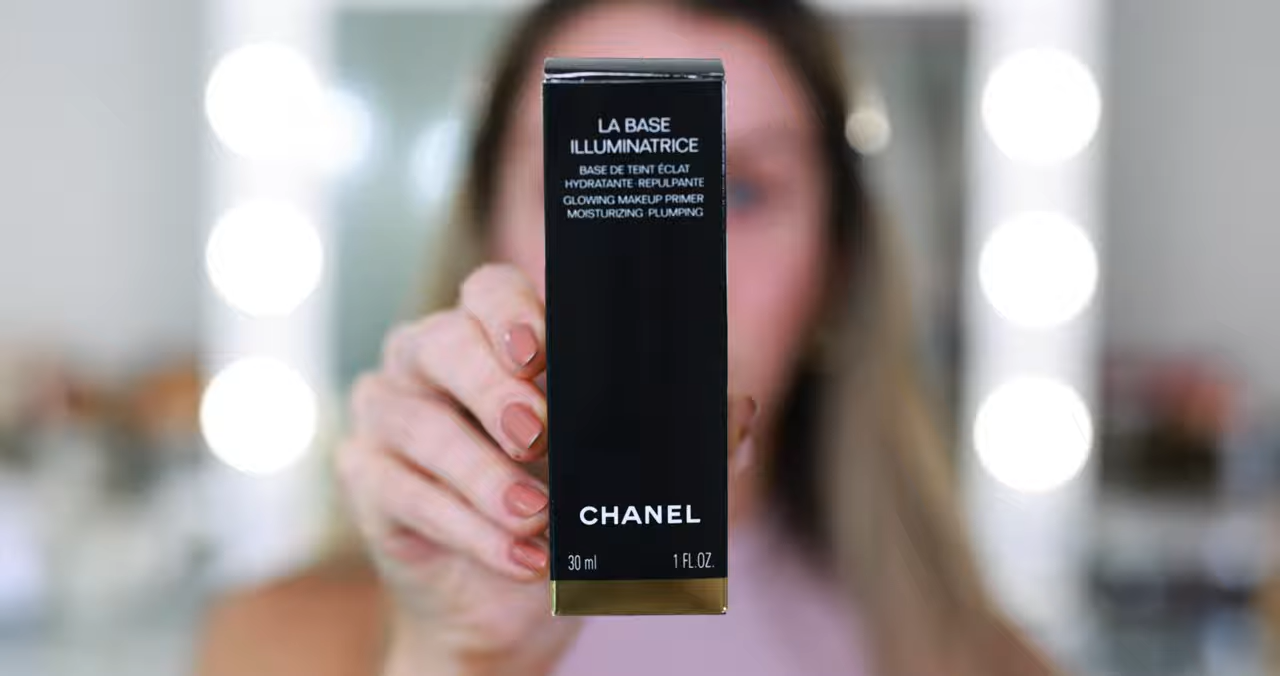 LA BASE
ILLUMINATRICE
BASE DE TEINT ÉCLAT
HYDRATANTE·REPULPANTE
GLOWING MAKEUP PRIMER
MOISTURIZING·PLUMPING
CHANEL
30 ml 1 FL.OZ.